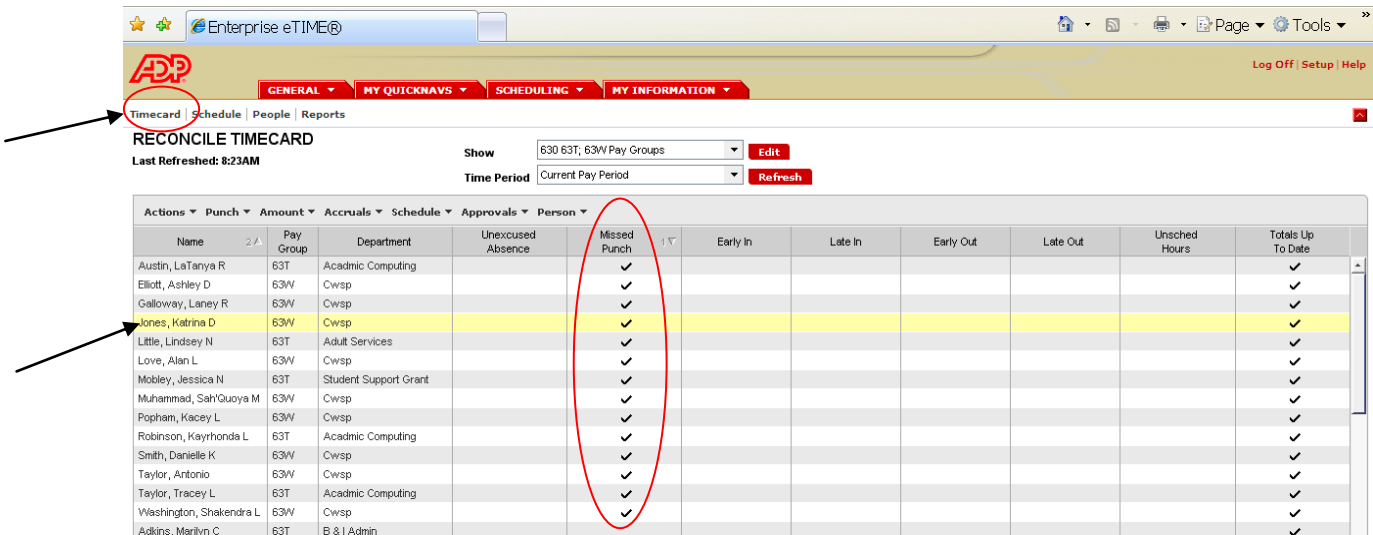 Enterprise eTIME®
Page Tools »
ADP
Log Off | Setup | Help
GENERAL MY QUICKNAVS SCHEDULING MY INFORMATION
Timecard | Schedule | People | Reports
RECONCILE TIMECARD
Last Refreshed: 8:23AM
Show 630 63T; 63W Pay Groups Edit
Time Period Current Pay Period Refresh
Actions Punch Amount Accruals Schedule Approvals Person
Name 2 Pay Group Department Unexcused Absence Missed Punch 1 Early In Late In Early Out Late Out Unsched Hours Totals Up To Date
Austin, LaTanya R 63T Acadmic Computing ✓ ✓
Elliott, Ashley D 63W Cwsp ✓ ✓
Galloway, Laney R 63W Cwsp ✓ ✓
Jones, Katrina D 63W Cwsp ✓ ✓
Little, Lindsey N 63T Adult Services ✓ ✓
Love, Alan L 63W Cwsp ✓ ✓
Mobley, Jessica N 63T Student Support Grant ✓ ✓
Muhammad, Sah'Quoya M 63W Cwsp ✓ ✓
Popham, Kacey L 63W Cwsp ✓ ✓
Robinson, Kayrhonda L 63T Acadmic Computing ✓ ✓
Smith, Danielle K 63W Cwsp ✓ ✓
Taylor, Antonio 63W Cwsp ✓ ✓
Taylor, Tracey L 63T Acadmic Computing ✓ ✓
Washington, Shakendra L 63W Cwsp ✓ ✓
Adkins, Marilyn C 63T B & I Admin ✓